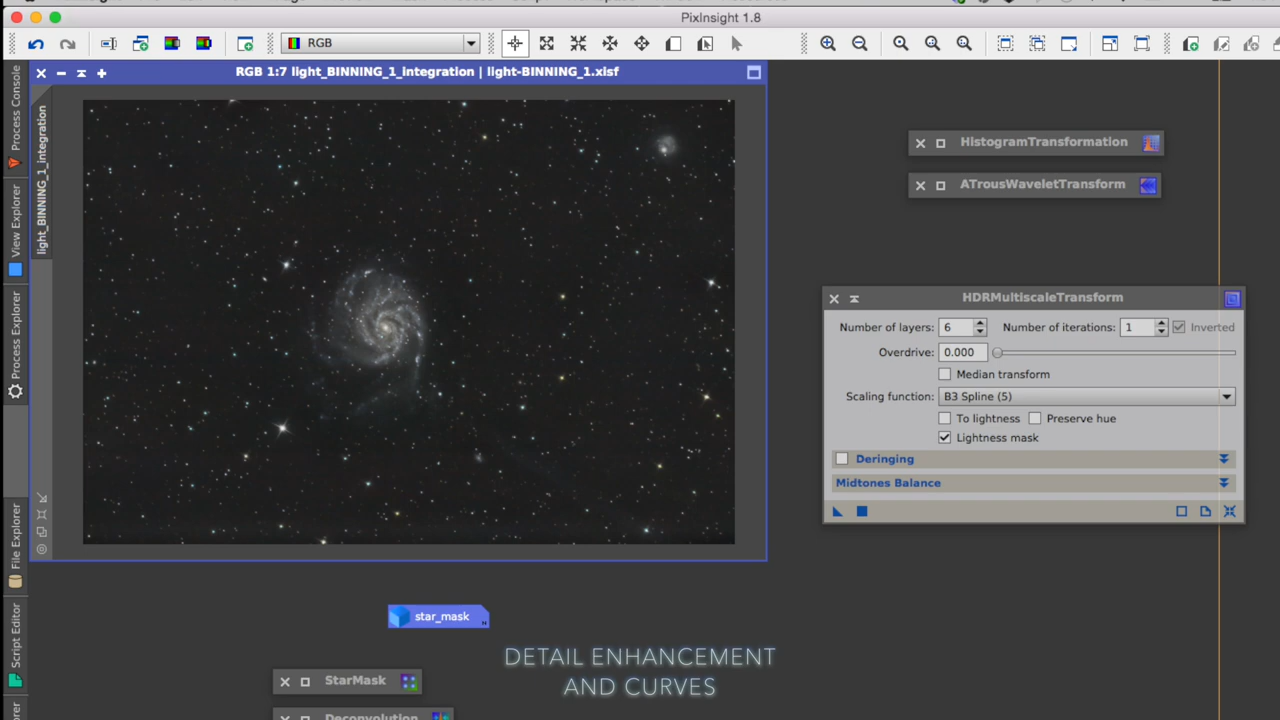 PixInsight 1.8
RGB
RGB 1:7 light_BINNING_1_integration | light-BINNING_1.xisf
light_BINNING_1_integration
Process Console
View Explorer
Process Explorer
File Explorer
Script Editor
HistogramTransformation
ATrousWaveletTransform
HDRMultiscaleTransform
Number of layers: 6 Number of iterations: 1 Inverted
Overdrive: 0.000
Median transform
Scaling function: B3 Spline (5)
To lightness Preserve hue
Lightness mask
Deringing
Midtones Balance
star_mask
DETAIL ENHANCEMENT
AND CURVES
StarMask
Deconvolution